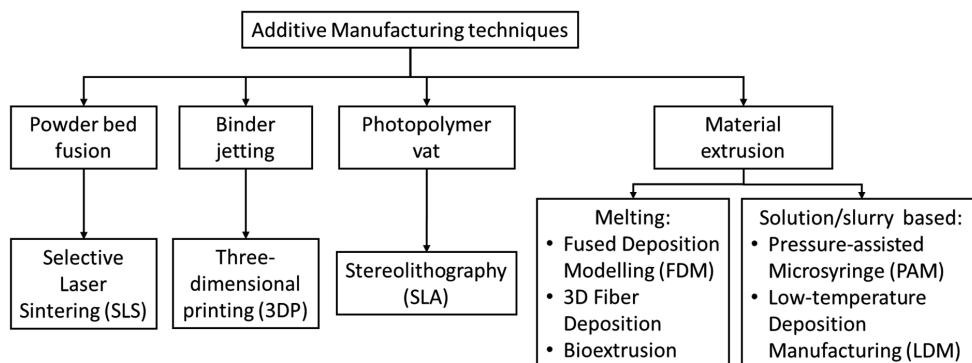 Additive Manufacturing techniques
Powder bed
fusion
Binder
jetting
Photopolymer
vat
Material
extrusion
Selective
Laser
Sintering (SLS)
Three-
dimensional
printing (3DP)
Stereolithography
(SLA)
Melting:
• Fused Deposition
Modelling (FDM)
• 3D Fiber
Deposition
• Bioextrusion
Solution/slurry based:
• Pressure-assisted
Microsyringe (PAM)
• Low-temperature
Deposition
Manufacturing (LDM)